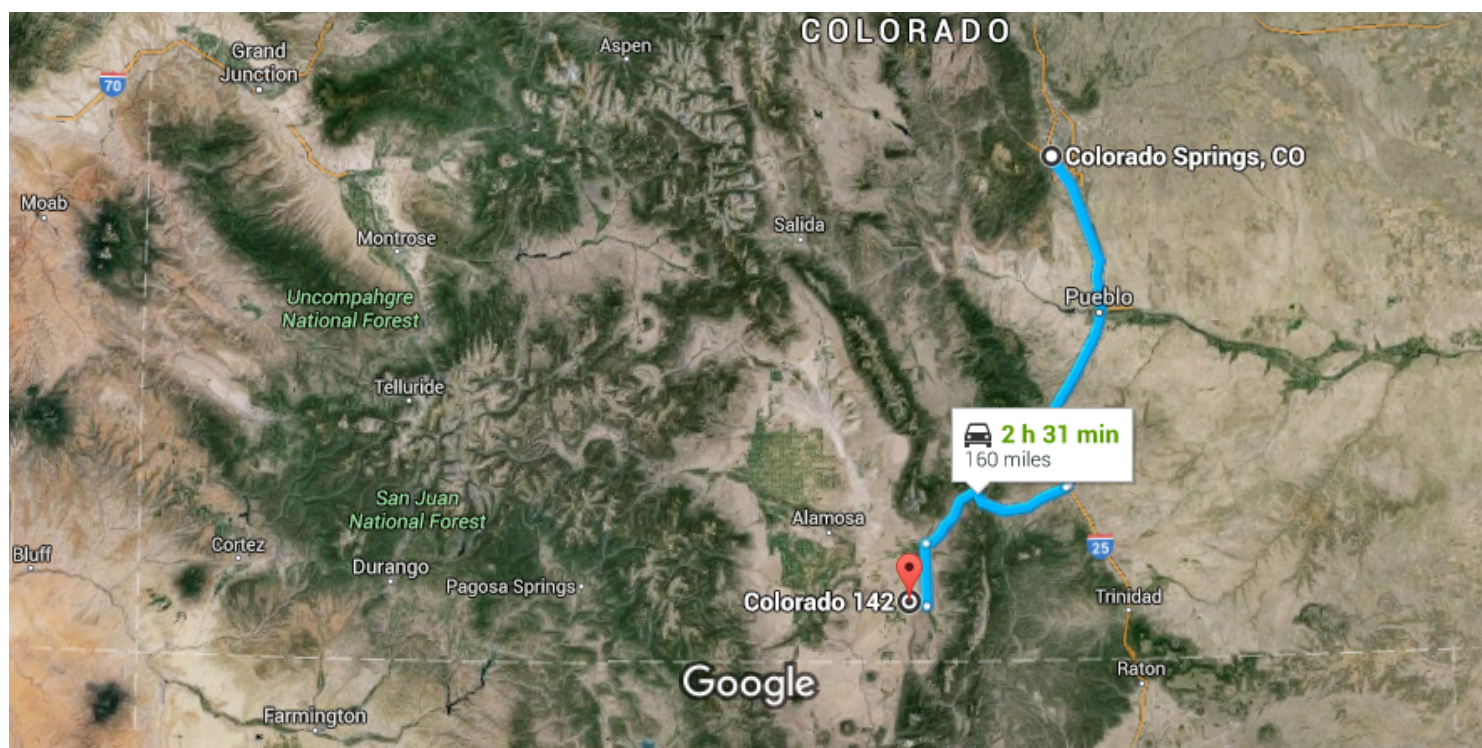 COLORADO
Grand
Junction
Aspen
70
Colorado Springs, CO
Moab
Salida
Montrose
Uncompahgre
National Forest
Pueblo
Telluride
2 h 31 min
160 miles
San Juan
National Forest
Alamosa
Cortez
Bluff
25
Durango
Pagosa Springs
Colorado 142
Trinidad
Raton
Google
Farmington